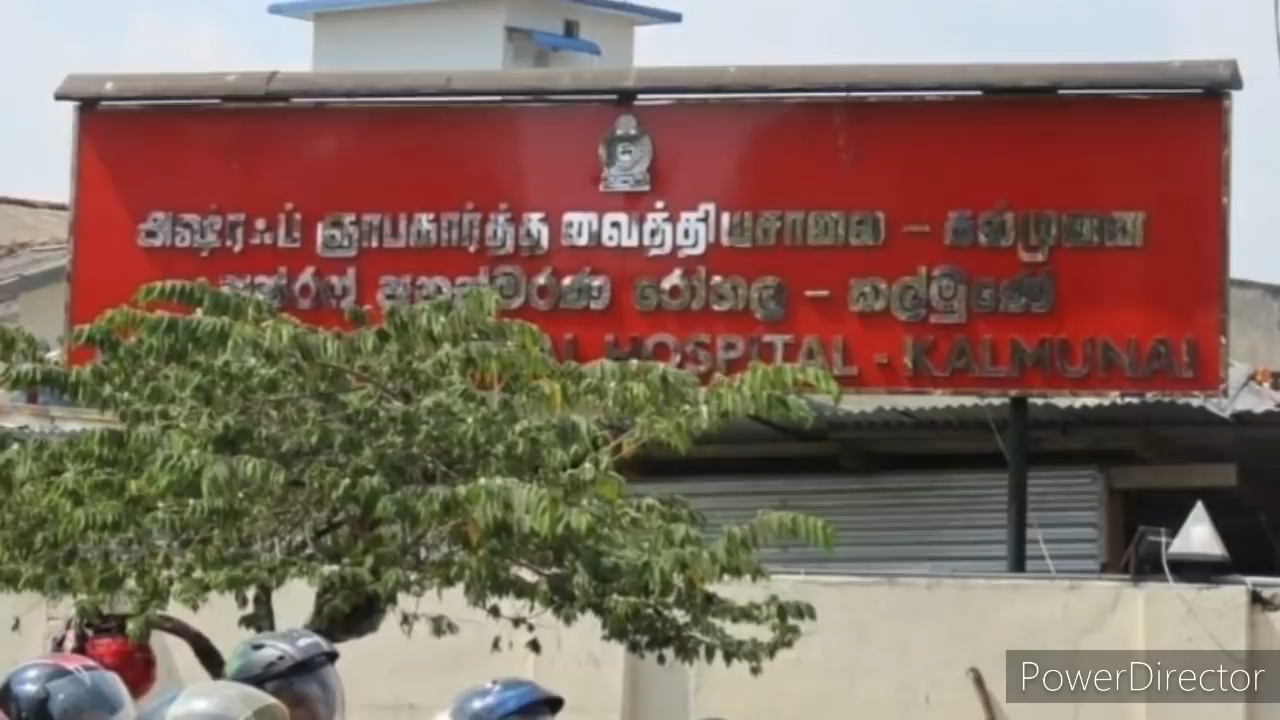 அஷ்ரஃப் ஞாபகார்த்த வைத்தியசாலை - கல்முனை
රෝහල - කල්මුණේ
HOSPITAL - KALMUNAI
PowerDirector